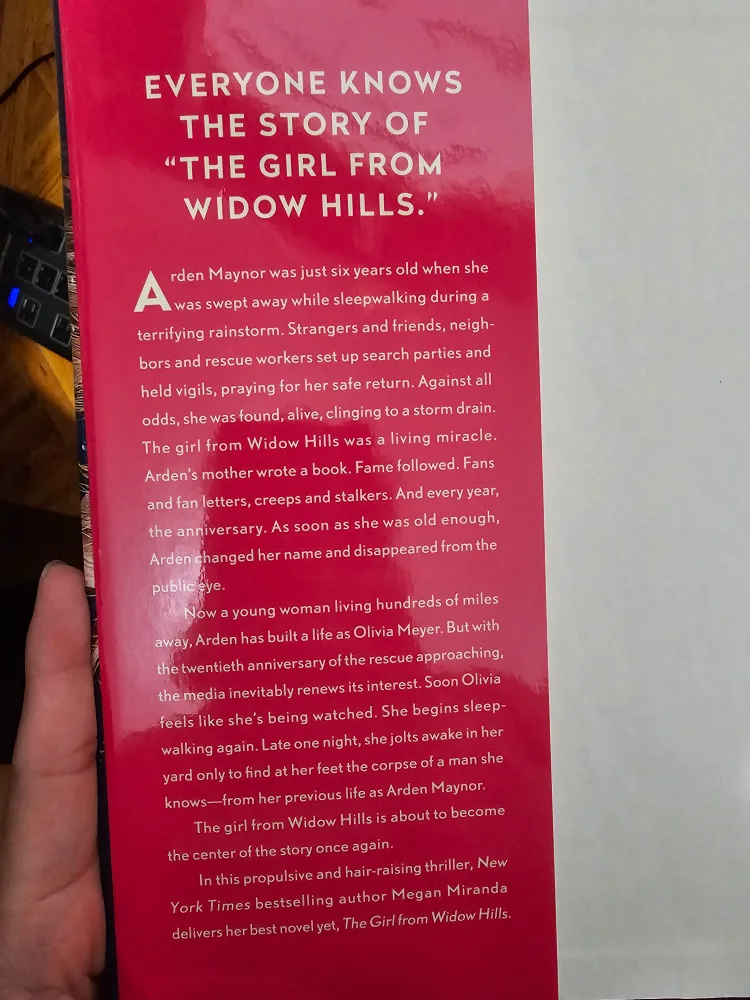 EVERYONE KNOWS
THE STORY OF
“THE GIRL FROM
WIDOW HILLS.”
Arden Maynor was just six years old when she
was swept away while sleepwalking during a
terrifying rainstorm. Strangers and friends, neigh-
bors and rescue workers set up search parties and
held vigils, praying for her safe return. Against all
odds, she was found, alive, clinging to a storm drain.
The girl from Widow Hills was a living miracle.
Arden’s mother wrote a book. Fame followed. Fans
and fan letters, creeps and stalkers. And every year,
the anniversary. As soon as she was old enough,
Arden changed her name and disappeared from the
public eye.
Now a young woman living hundreds of miles
away, Arden has built a life as Olivia Meyer. But with
the twentieth anniversary of the rescue approaching,
the media inevitably renews its interest. Soon Olivia
feels like she’s being watched. She begins sleep-
walking again. Late one night, she jolts awake in her
yard only to find at her feet the corpse of a man she
knows—from her previous life as Arden Maynor.
The girl from Widow Hills is about to become
the center of the story once again.
In this propulsive and hair-raising thriller, New
York Times bestselling author Megan Miranda
delivers her best novel yet, The Girl from Widow Hills.